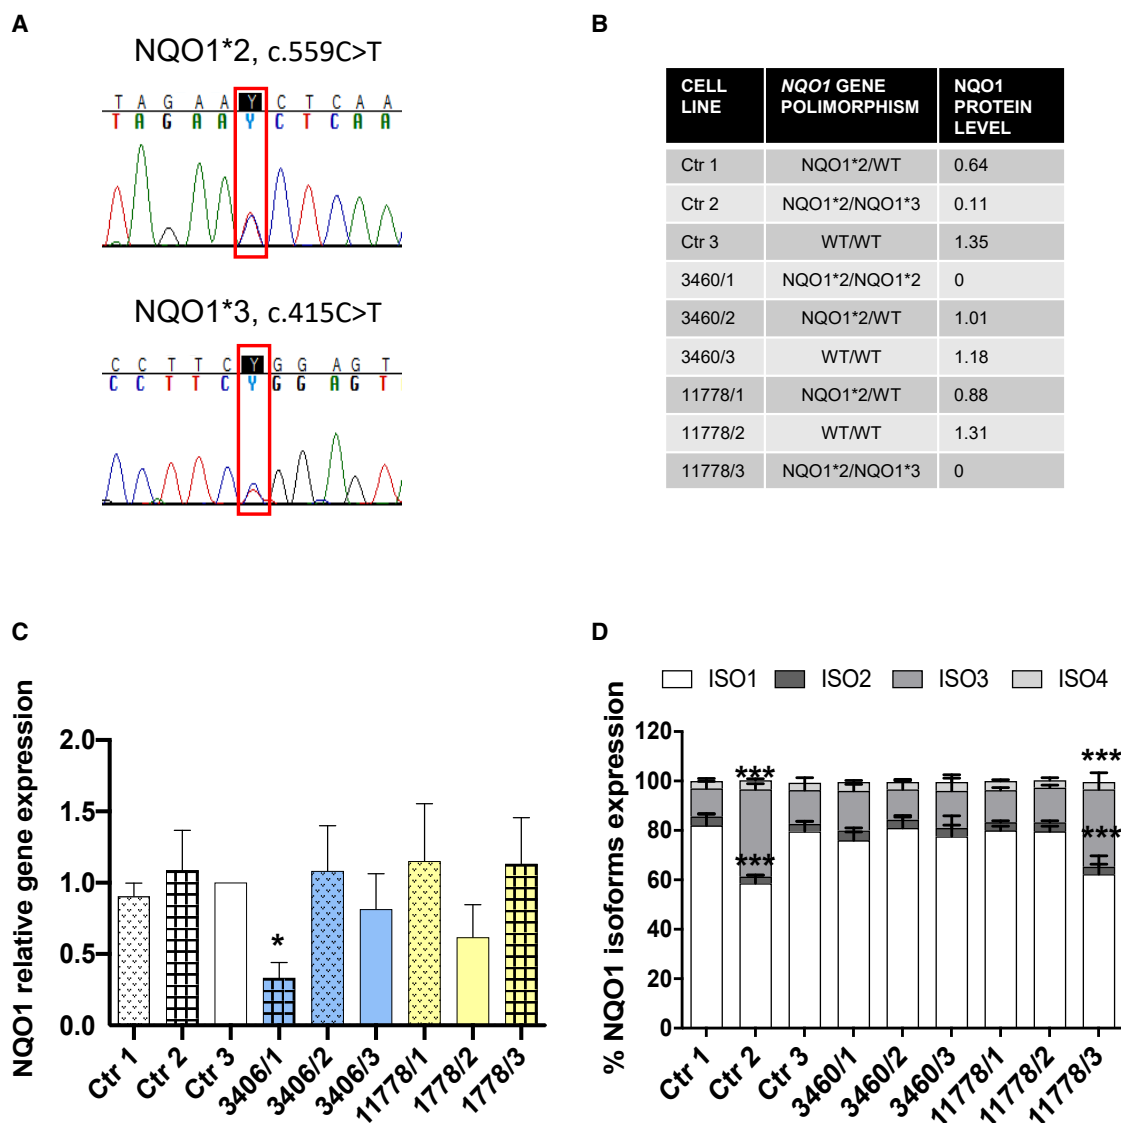 A
NQO1*2, c.559C>T
T A G A A Y C T C A A
T A G A A Y C T C A A
NQO1*3, c.415C>T
C C T T C Y G G A G T
C C T T C Y G G A G T
B
CELL LINE NQO1 GENE POLIMORPHISM NQO1 PROTEIN LEVEL
Ctr 1 NQO1*2/WT 0.64
Ctr 2 NQO1*2/NQO1*3 0.11
Ctr 3 WT/WT 1.35
3460/1 NQO1*2/NQO1*2 0
3460/2 NQO1*2/WT 1.01
3460/3 WT/WT 1.18
11778/1 NQO1*2/WT 0.88
11778/2 WT/WT 1.31
11778/3 NQO1*2/NQO1*3 0
C
NQO1 relative gene expression
2.0
1.5
1.0
0.5
0.0
*
Ctr 1
Ctr 2
Ctr 3
3406/1
3406/2
3406/3
11778/1
1778/2
1778/3
D
ISO1 ISO2 ISO3 ISO4
% NQO1 isoforms expression
120
100
80
60
40
20
0
***
***
***
***
Ctr 1
Ctr 2
Ctr 3
3460/1
3460/2
3460/3
11778/1
11778/2
11778/3